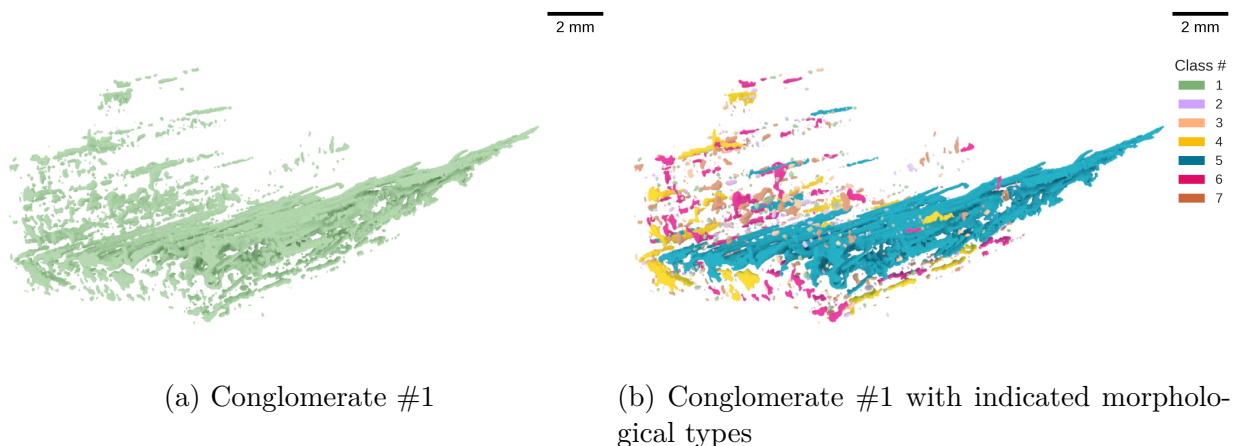 2 mm
2 mm
Class #
1
2
3
4
5
6
7
(a) Conglomerate #1
(b) Conglomerate #1 with indicated morpholo-
gical types